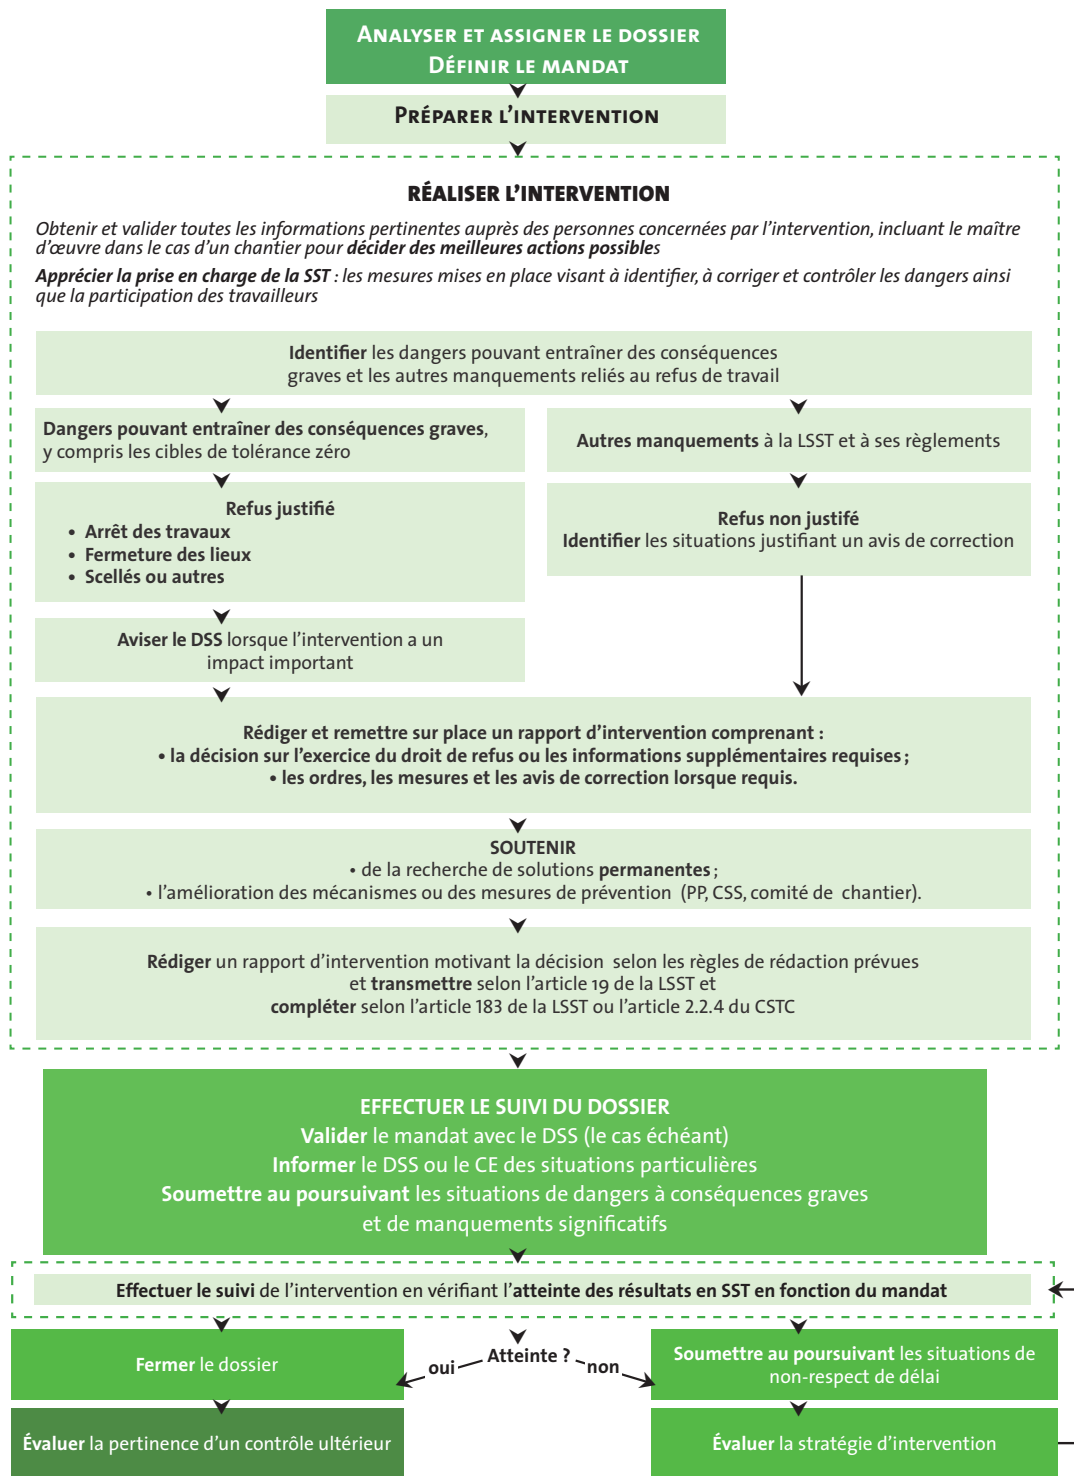 ANALYSER ET ASSIGNER LE DOSSIER
DÉFINIR LE MANDAT
PRÉPARER L’INTERVENTION
RÉALISER L’INTERVENTION
Obtenir et valider toutes les informations pertinentes auprès des personnes concernées par l’intervention, incluant le maître
d’œuvre dans le cas d’un chantier pour décider des meilleures actions possibles
Apprécier la prise en charge de la SST : les mesures mises en place visant à identifier, à corriger et contrôler les dangers ainsi
que la participation des travailleurs
Identifier les dangers pouvant entraîner des conséquences
graves et les autres manquements reliés au refus de travail
Dangers pouvant entraîner des conséquences graves,
y compris les cibles de tolérance zéro
Autres manquements à la LSST et à ses règlements
Refus justifié
• Arrêt des travaux
• Fermeture des lieux
• Scellés ou autres
Refus non justifé
Identifier les situations justifiant un avis de correction
Aviser le DSS lorsque l’intervention a un
impact important
Rédiger et remettre sur place un rapport d’intervention comprenant :
• la décision sur l’exercice du droit de refus ou les informations supplémentaires requises ;
• les ordres, les mesures et les avis de correction lorsque requis.
SOUTENIR
• de la recherche de solutions permanentes ;
• l’amélioration des mécanismes ou des mesures de prévention (PP, CSS, comité de chantier).
Rédiger un rapport d’intervention motivant la décision selon les règles de rédaction prévues
et transmettre selon l’article 19 de la LSST et
compléter selon l’article 183 de la LSST ou l’article 2.2.4 du CSTC
EFFECTUER LE SUIVI DU DOSSIER
Valider le mandat avec le DSS (le cas échéant)
Informer le DSS ou le CE des situations particulières
Soumettre au poursuivant les situations de dangers à conséquences graves
et de manquements significatifs
Effectuer le suivi de l’intervention en vérifiant l’atteinte des résultats en SST en fonction du mandat
Fermer le dossier
oui
Atteinte ?
non
Soumettre au poursuivant les situations de
non-respect de délai
Évaluer la pertinence d’un contrôle ultérieur
Évaluer la stratégie d’intervention